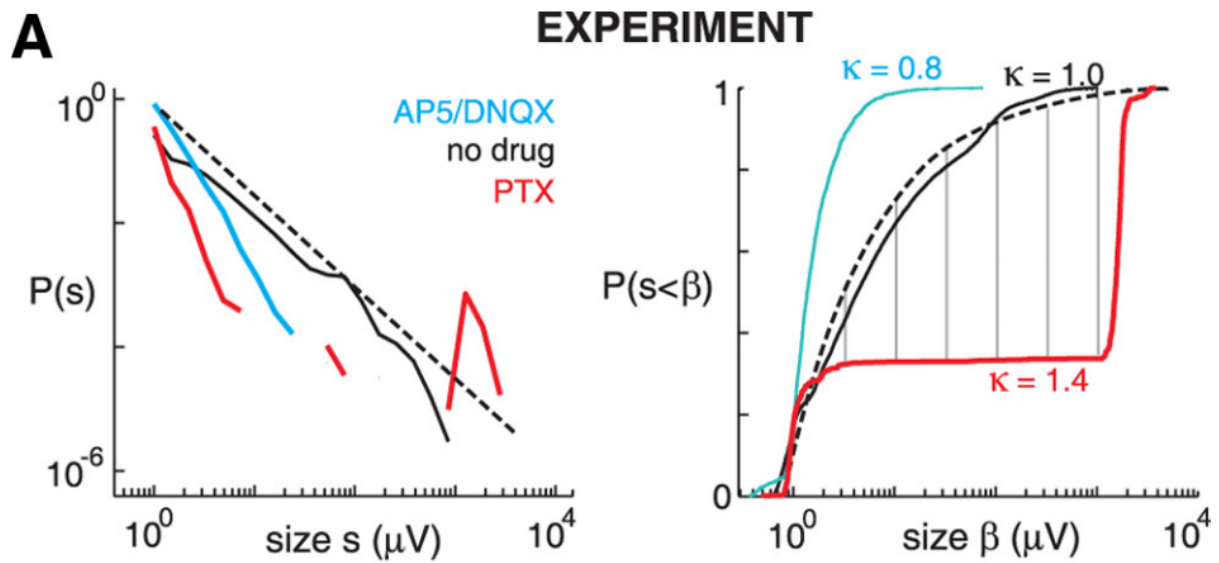 A
EXPERIMENT
10^0
AP5/DNQX
no drug
PTX
P(s)
10^-6
10^0
size s (μV)
10^4
κ = 0.8
κ = 1.0
1
P(s<β)
κ = 1.4
0
10^0
size β (μV)
10^4